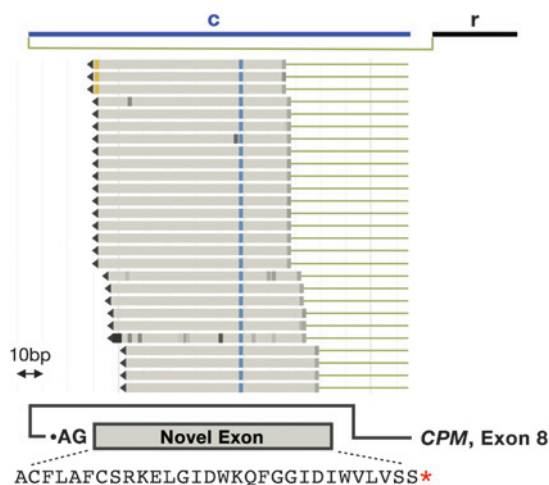 c r
10bp
•AG Novel Exon CPM, Exon 8
ACFLAFCSRKELGIDWKQFGGIDIWVLVSS*